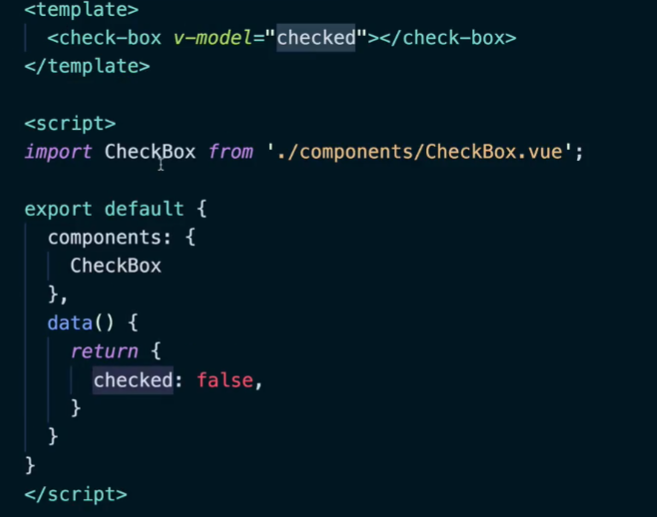 <template>
<check-box v-model="checked"></check-box>
</template>
<script>
import CheckBox from './components/CheckBox.vue';
export default {
components: {
CheckBox
},
data() {
return {
checked: false,
}
}
}
</script>